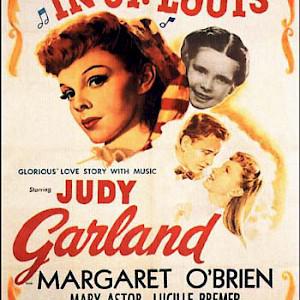 IN ST. LOUIS
GLORIOUS LOVE STORY WITH MUSIC
Starring
JUDY
Garland
MARGARET O'BRIEN
MARY ASTOR · LUCILLE BREMER